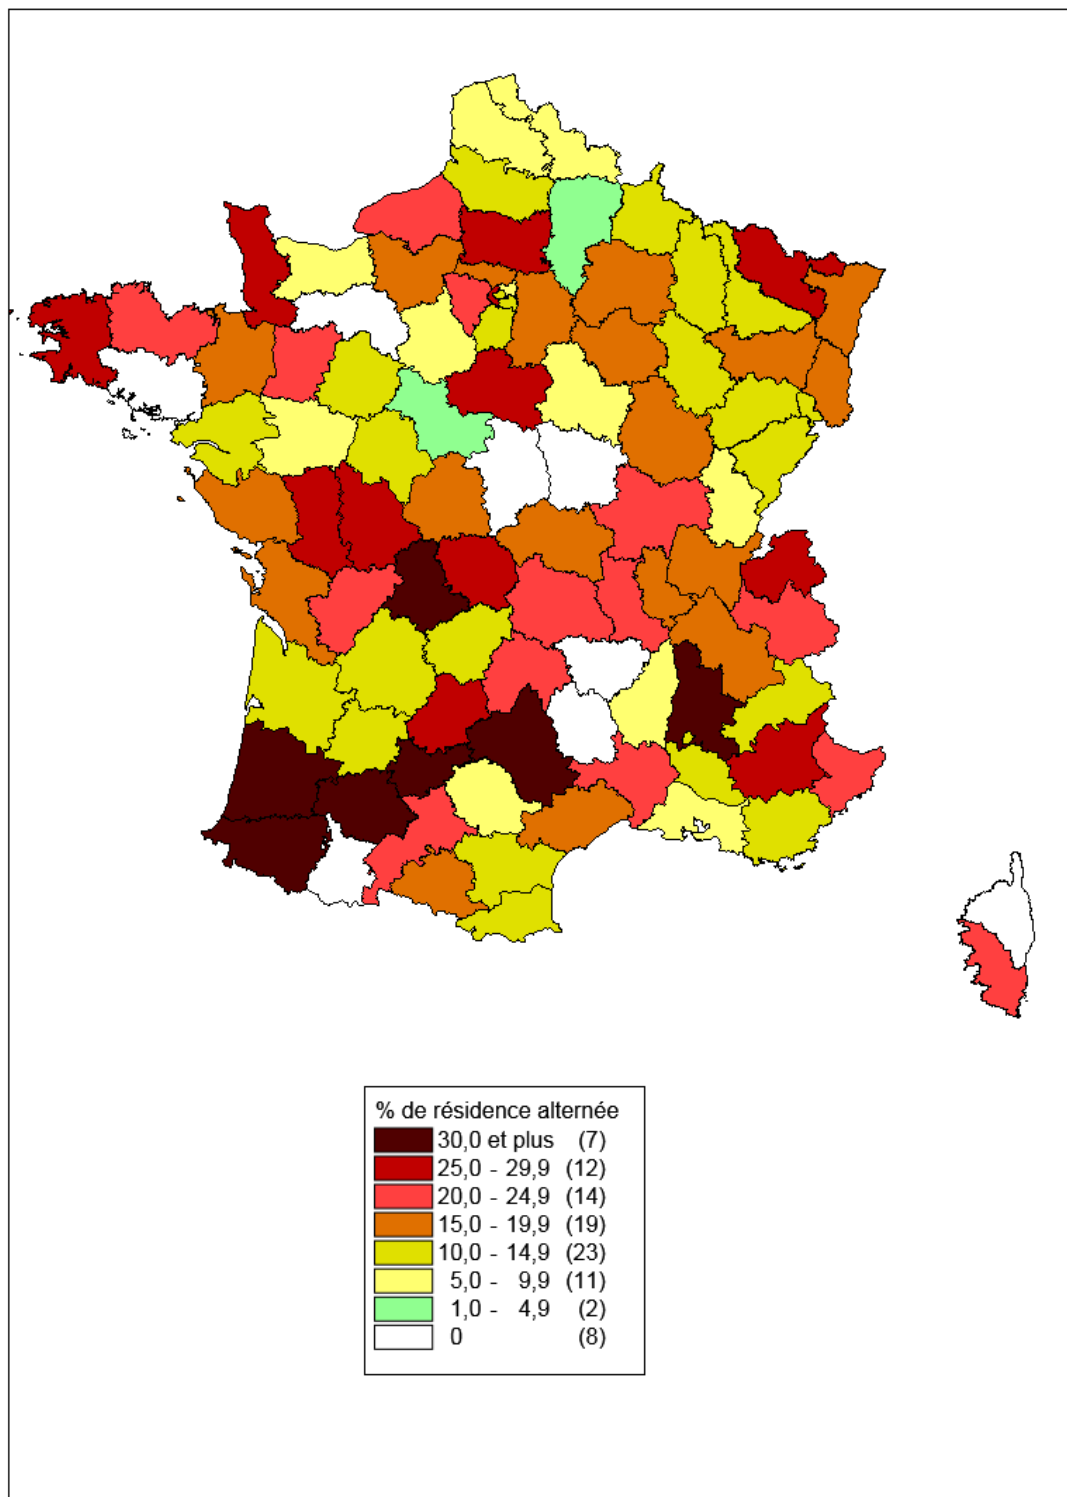 % de résidence alternée
30,0 et plus (7)
25,0 - 29,9 (12)
20,0 - 24,9 (14)
15,0 - 19,9 (19)
10,0 - 14,9 (23)
5,0 - 9,9 (11)
1,0 - 4,9 (2)
0 (8)